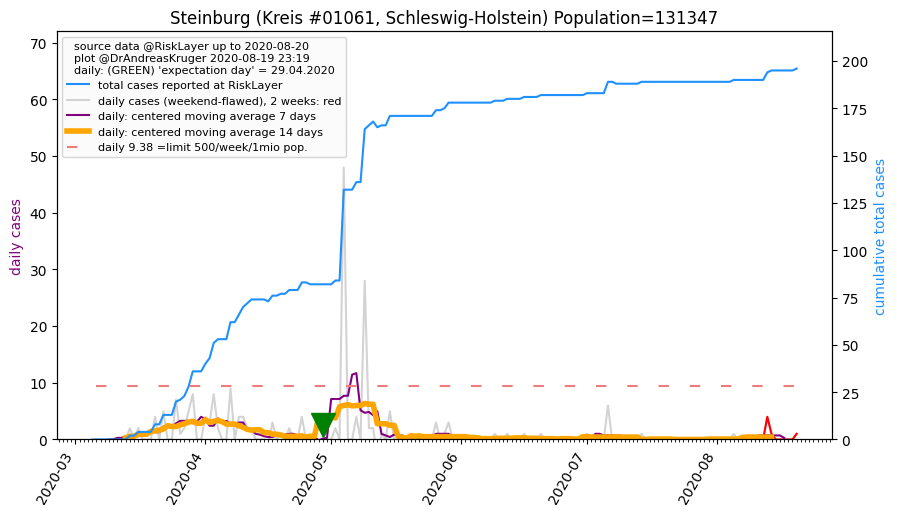 Steinburg (Kreis #01061, Schleswig-Holstein) Population=131347
source data @RiskLayer up to 2020-08-20
plot @DrAndreasKruger 2020-08-19 23:19
daily: (GREEN) 'expectation day' = 29.04.2020
total cases reported at RiskLayer
daily cases (weekend-flawed), 2 weeks: red
daily: centered moving average 7 days
daily: centered moving average 14 days
daily 9.38 =limit 500/week/1mio pop.
daily cases
70
60
50
40
30
20
10
0
cumulative total cases
200
175
150
125
100
75
50
25
0
2020-03
2020-04
2020-05
2020-06
2020-07
2020-08